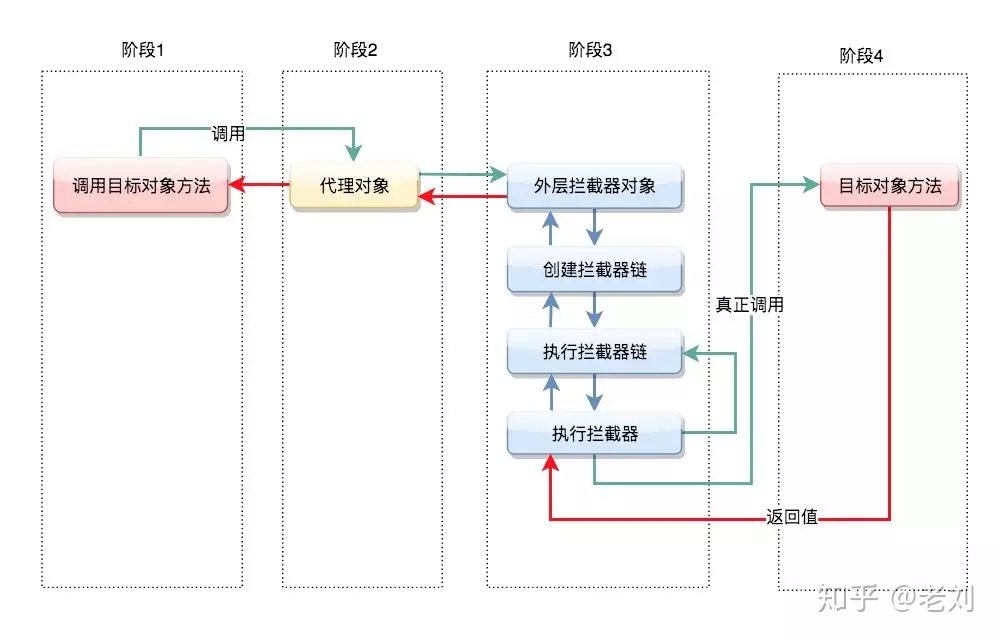 阶段1
阶段2
阶段3
阶段4
调用
调用目标对象方法
代理对象
外层拦截器对象
目标对象方法
创建拦截器链
真正调用
执行拦截器链
执行拦截器
返回值
知乎 @老刘